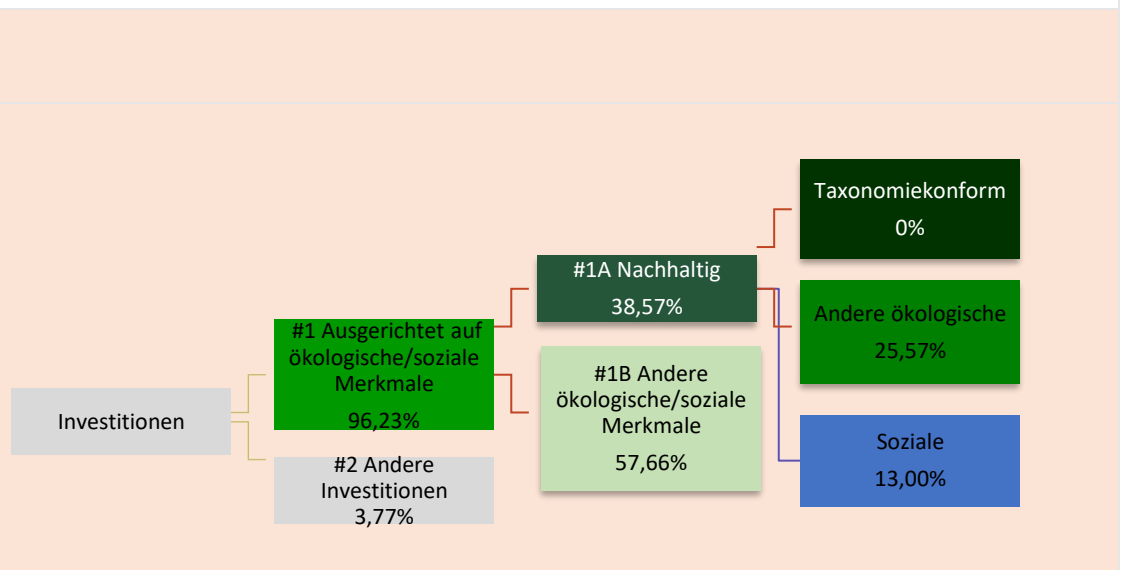 Investitionen
#1 Ausgerichtet auf
ökologische/soziale
Merkmale
96,23%
#2 Andere
Investitionen
3,77%
#1A Nachhaltig
38,57%
#1B Andere
ökologische/soziale
Merkmale
57,66%
Taxonomiekonform
0%
Andere ökologische
25,57%
Soziale
13,00%